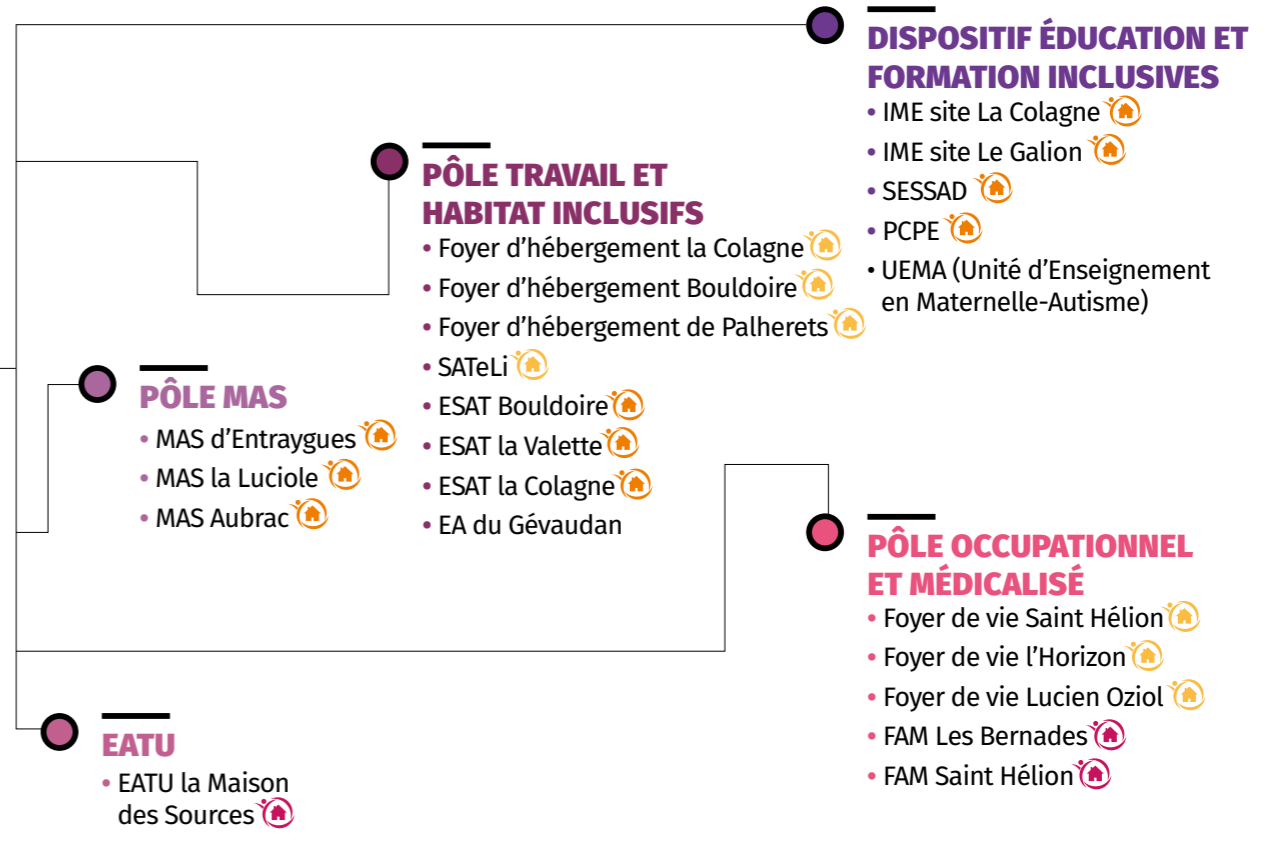 DISPOSITIF ÉDUCATION ET
FORMATION INCLUSIVES
• IME site La Colagne
• IME site Le Galion
• SESSAD
• PCPE
• UEMA (Unité d’Enseignement
en Maternelle-Autisme)
PÔLE TRAVAIL ET
HABITAT INCLUSIFS
• Foyer d’hébergement la Colagne
• Foyer d’hébergement Bouldoire
• Foyer d’hébergement de Palherets
• SATeLi
• ESAT Bouldoire
• ESAT la Valette
• ESAT la Colagne
• EA du Gévaudan
PÔLE MAS
• MAS d’Entraygues
• MAS la Luciole
• MAS Aubrac
PÔLE OCCUPATIONNEL
ET MÉDICALISÉ
• Foyer de vie Saint Hélion
• Foyer de vie l’Horizon
• Foyer de vie Lucien Oziol
• FAM Les Bernades
• FAM Saint Hélion
EATU
• EATU la Maison
des Sources